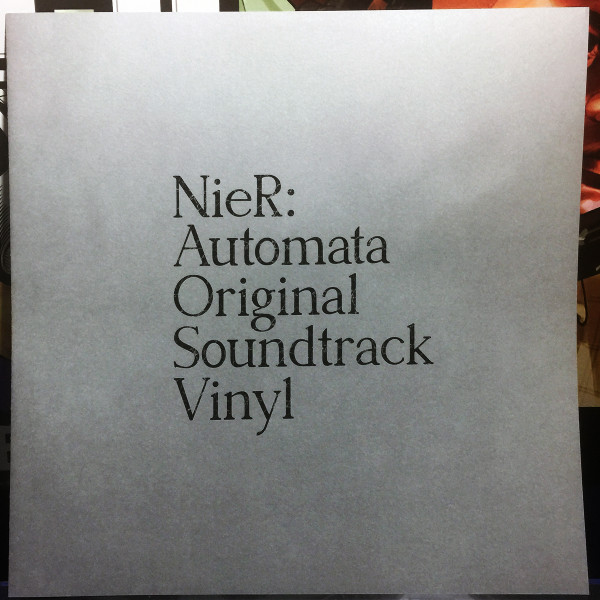 NieR:
Automata
Original
Soundtrack
Vinyl